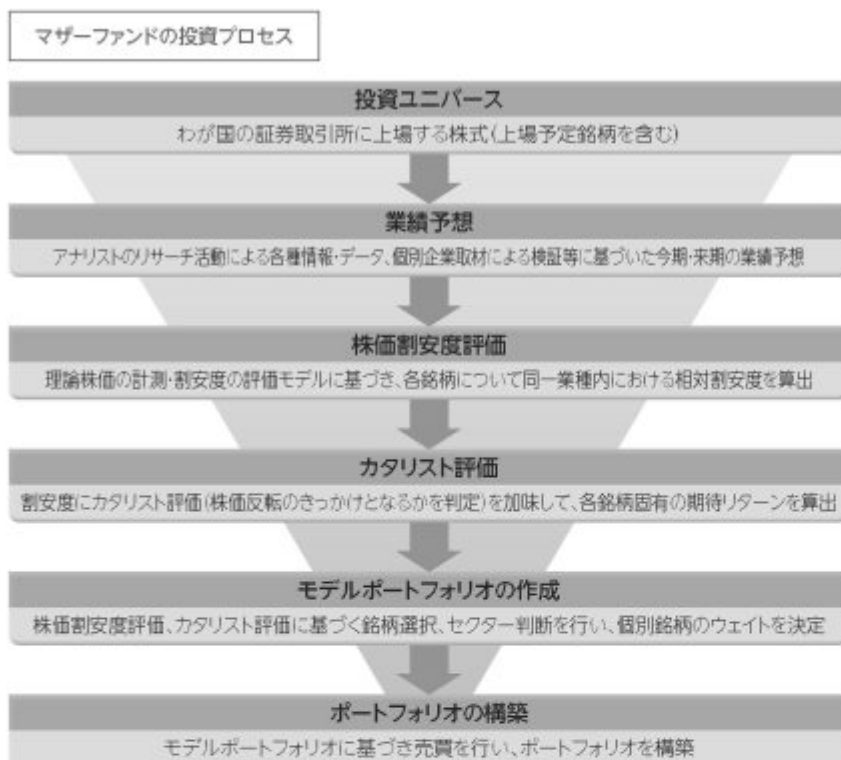 マザーファンドの投資プロセス
投資ユニバース
わが国の証券取引所に上場する株式(上場予定銘柄を含む)
業績予想
アナリストのリサーチ活動による各種情報・データ、個別企業取材による検証等に基づいた今期・来期の業績予想
株価割安度評価
理論株価の計測・割安度の評価モデルに基づき、各銘柄について同一業種内における相対割安度を算出
カタリスト評価
割安度にカタリスト評価(株価反転のきっかけとなるかを判定)を加味して、各銘柄固有の期待リターンを算出
モデルポートフォリオの作成
株価割安度評価、カタリスト評価に基づく銘柄選択、セクター判断を行い、個別銘柄のウェイトを決定
ポートフォリオの構築
モデルポートフォリオに基づき売買を行い、ポートフォリオを構築